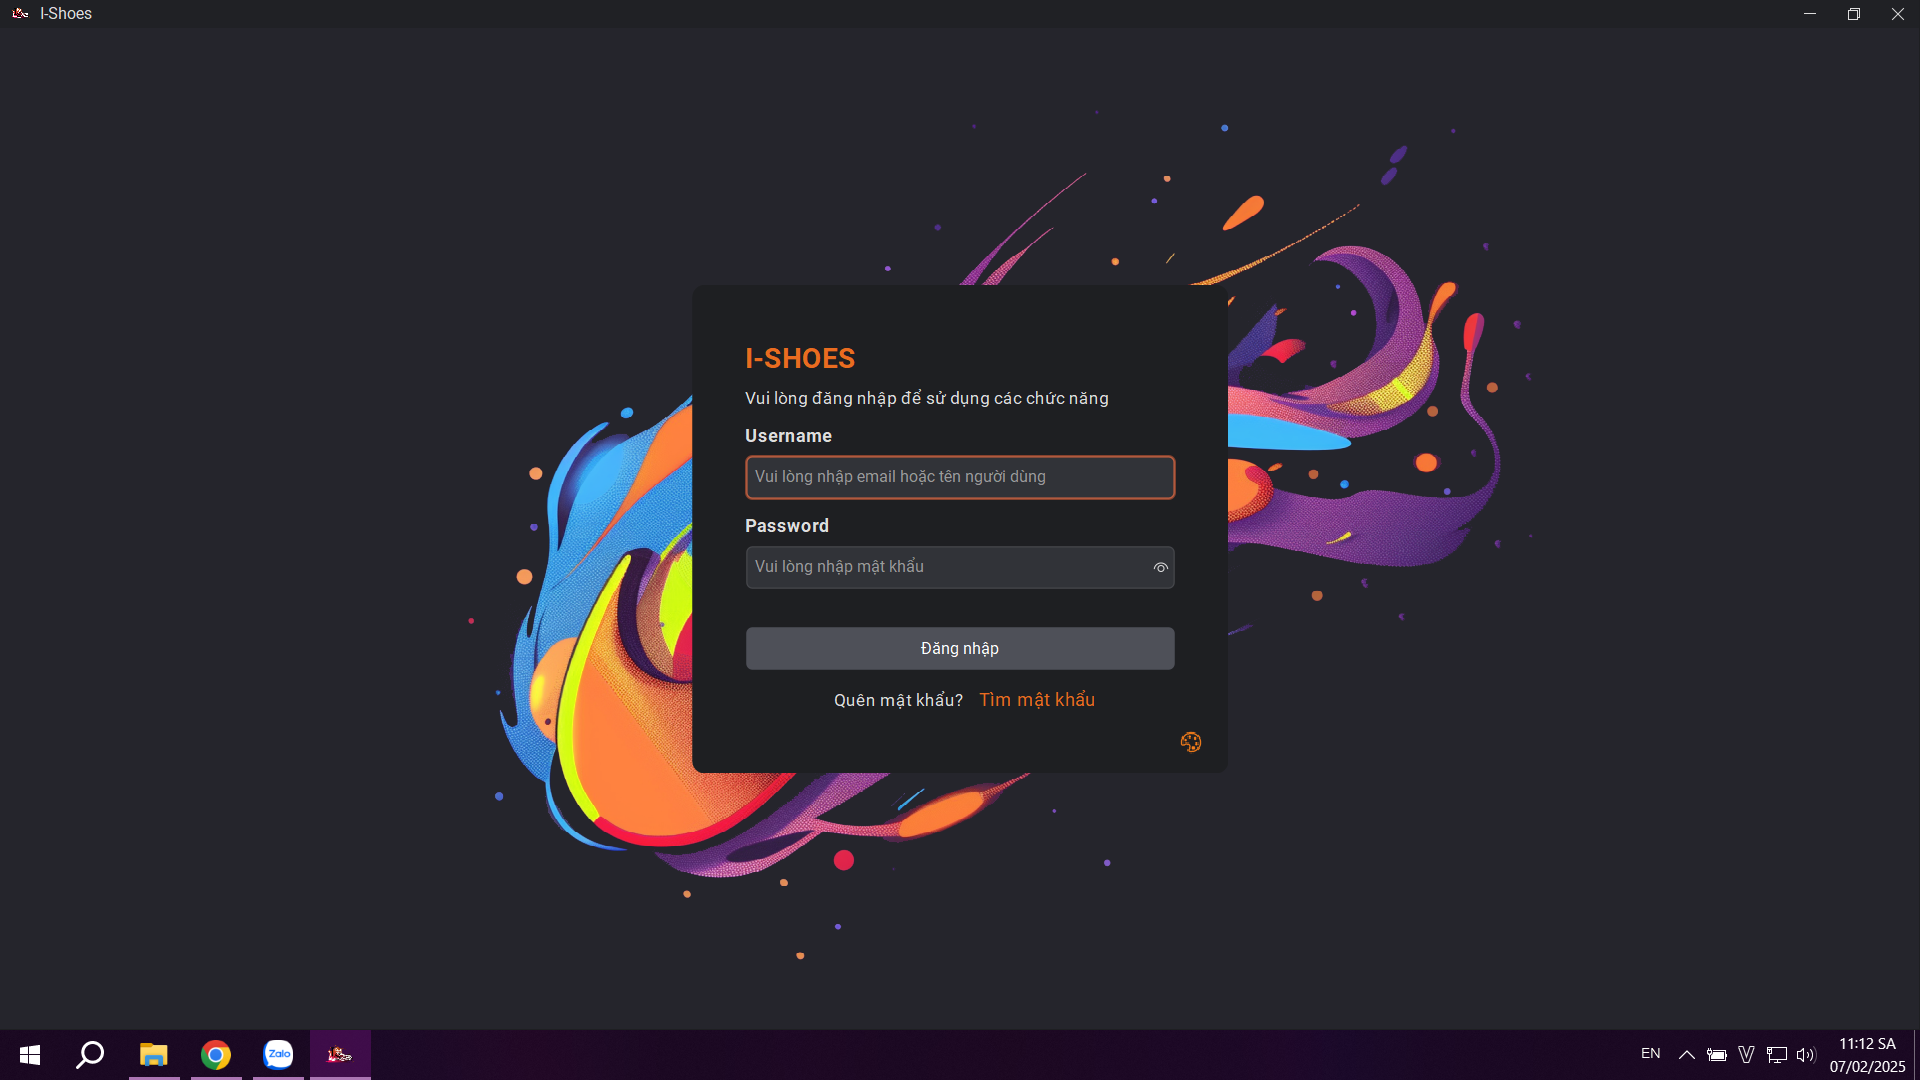 I-Shoes
I-SHOES
Vui lòng đăng nhập để sử dụng các chức năng
Username
Vui lòng nhập email hoặc tên người dùng
Password
Vui lòng nhập mật khẩu
Đăng nhập
Quên mật khẩu? Tìm mật khẩu
Zalo
EN
11:12 SA
07/02/2025